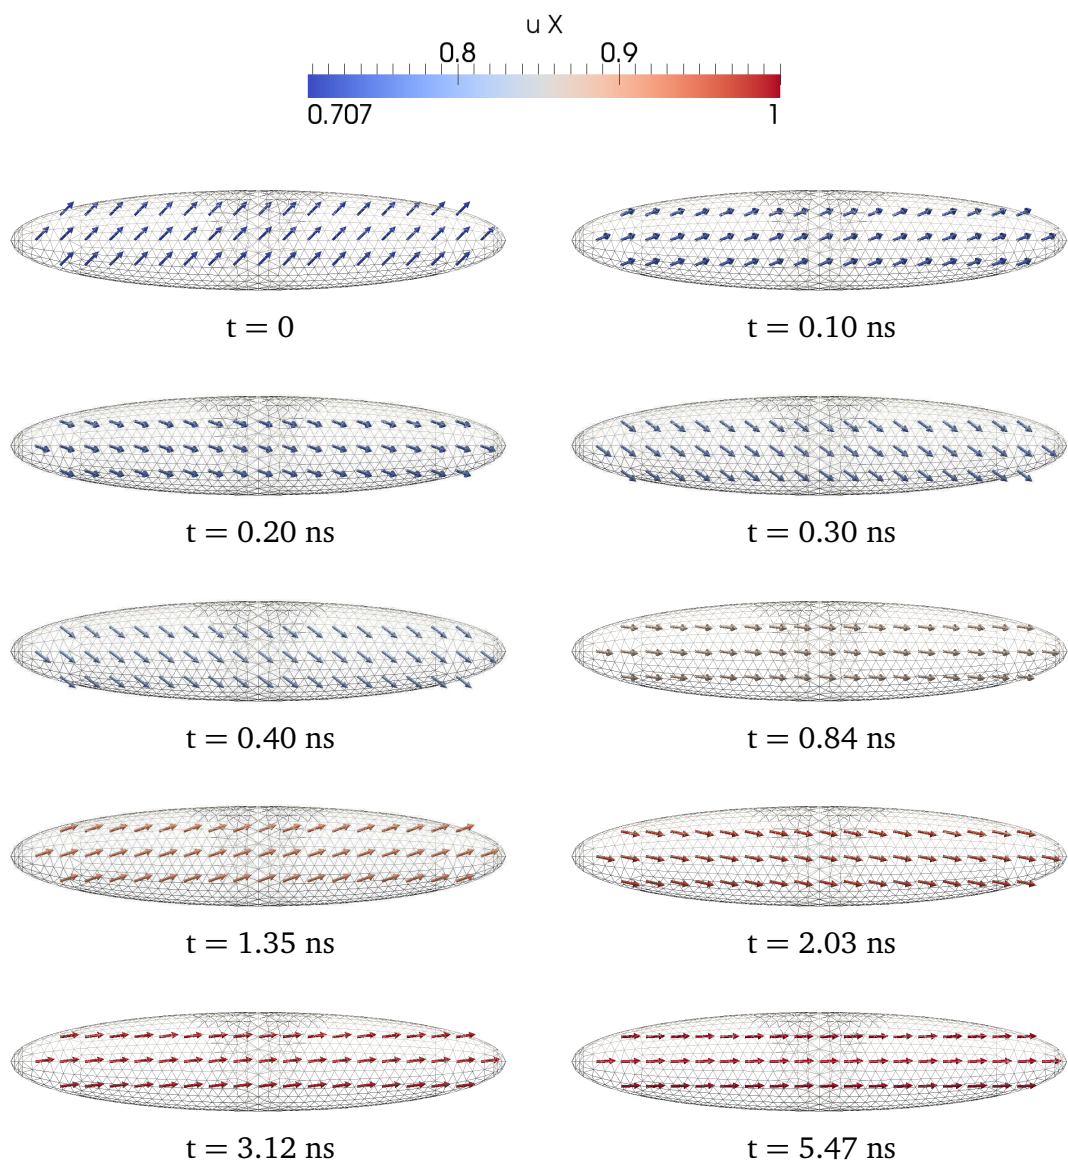 u X
0.8 0.9
0.707 1
t = 0 t = 0.10 ns
t = 0.20 ns t = 0.30 ns
t = 0.40 ns t = 0.84 ns
t = 1.35 ns t = 2.03 ns
t = 3.12 ns t = 5.47 ns